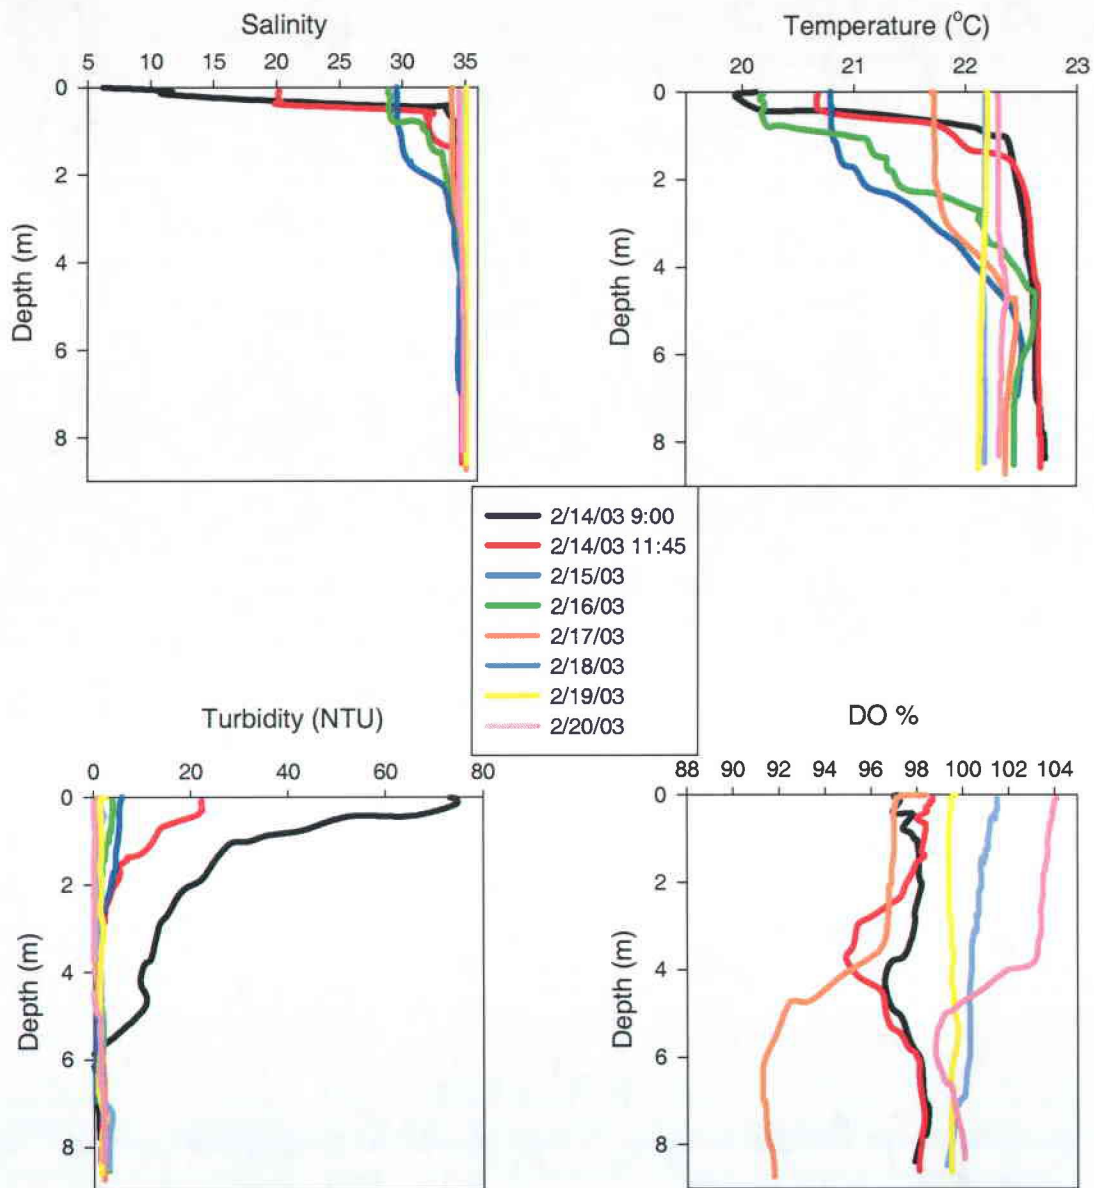 Salinity
5 10 15 20 25 30 35
0
2
4
6
8
Depth (m)
Temperature (°C)
20 21 22 23
0
2
4
6
8
Depth (m)
2/14/03 9:00
2/14/03 11:45
2/15/03
2/16/03
2/17/03
2/18/03
2/19/03
2/20/03
Turbidity (NTU)
0 20 40 60 80
0
2
4
6
8
Depth (m)
DO %
88 90 92 94 96 98 100 102 104
0
2
4
6
8
Depth (m)